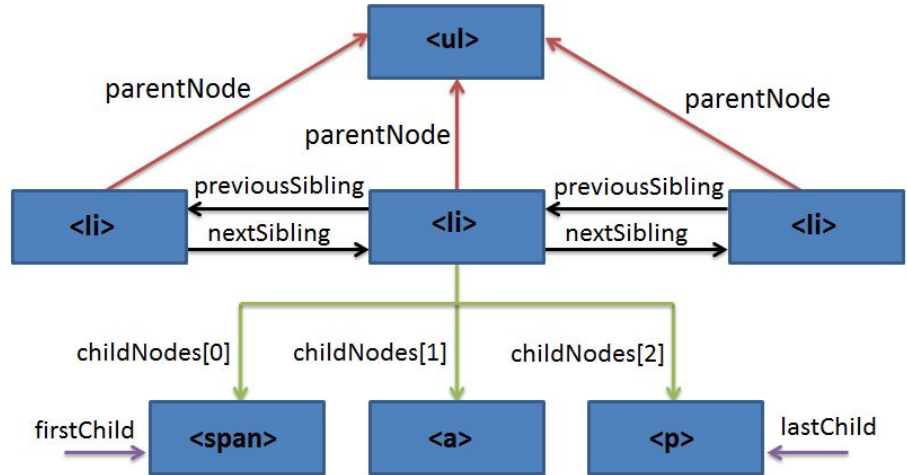 <ul>
parentNode
parentNode
parentNode
previousSibling
previousSibling
<li>
<li>
<li>
nextSibling
nextSibling
childNodes[0]
childNodes[1]
childNodes[2]
firstChild
<span>
<a>
<p>
lastChild